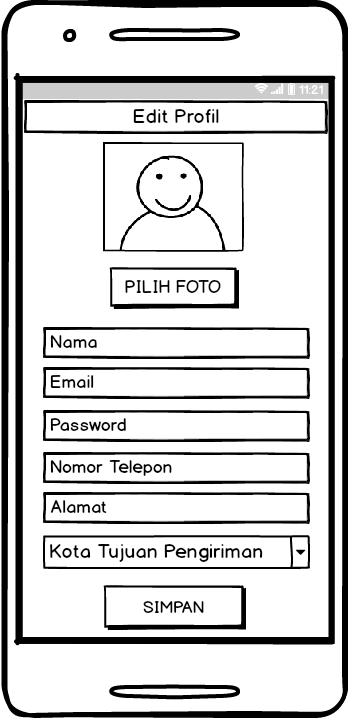 11:21
Edit Profil
PILIH FOTO
Nama
Email
Password
Nomor Telepon
Alamat
Kota Tujuan Pengiriman
SIMPAN